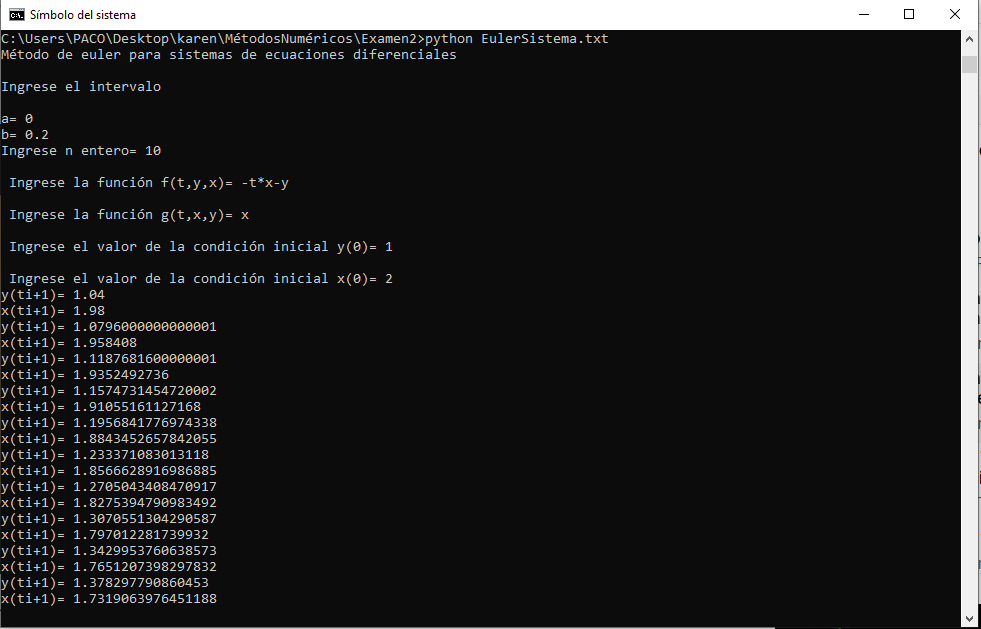 Símbolo del sistema
C:\Users\PACO\Desktop\karen\MétodosNuméricos\Examen2>python EulerSistema.txt
Método de euler para sistemas de ecuaciones diferenciales
Ingrese el intervalo
a= 0
b= 0.2
Ingrese n entero= 10
Ingrese la función f(t,y,x)= -t*x-y
Ingrese la función g(t,x,y)= x
Ingrese el valor de la condición inicial y(0)= 1
Ingrese el valor de la condición inicial x(0)= 2
y(ti+1)= 1.04
x(ti+1)= 1.98
y(ti+1)= 1.0796000000000001
x(ti+1)= 1.958408
y(ti+1)= 1.1187681600000001
x(ti+1)= 1.9352492736
y(ti+1)= 1.1574731454720002
x(ti+1)= 1.91055161127168
y(ti+1)= 1.1956841776974338
x(ti+1)= 1.8843452657842055
y(ti+1)= 1.233371083013118
x(ti+1)= 1.8566628916986885
y(ti+1)= 1.2705043408470917
x(ti+1)= 1.8275394790983492
y(ti+1)= 1.3070551304290587
x(ti+1)= 1.797012281739932
y(ti+1)= 1.3429953760638573
x(ti+1)= 1.7651207398297832
y(ti+1)= 1.378297790860453
x(ti+1)= 1.7319063976451188